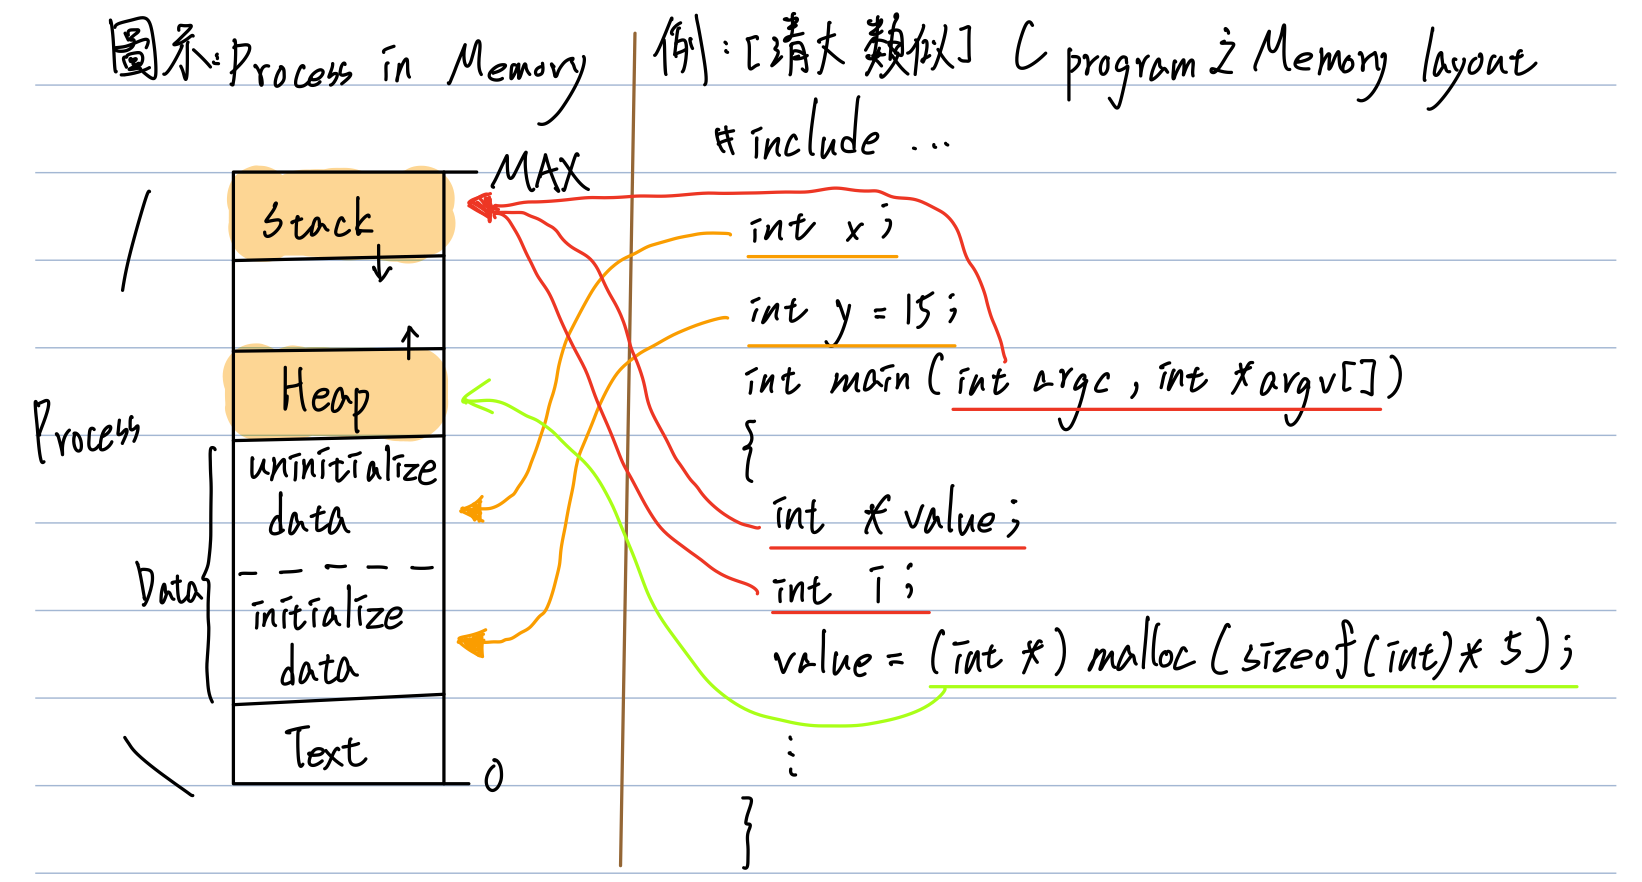 圖示:Process in Memory
MAX
Stack
Heap
Process
uninitialize
data
Data
initialize
data
Text
0
例:[清大類似] C program 之 Memory layout
#include ...
int x;
int y = 15;
int main(int argc, int *argv[])
{
int *value;
int i;
value = (int *) malloc(sizeof(int)* 5);
⋮
}